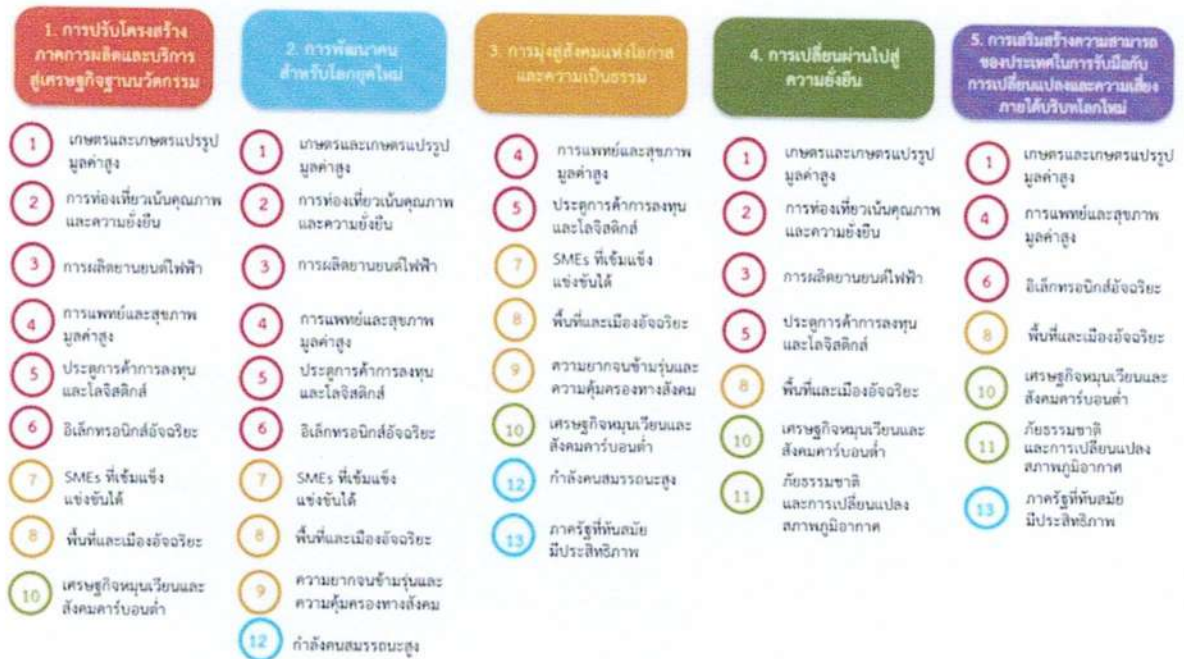 1. การปรับโครงสร้าง
ภาคการผลิตและบริการ
สู่เศรษฐกิจฐานนวัตกรรม
1
เกษตรและเกษตรแปรรูป
มูลค่าสูง
2
การท่องเที่ยวเน้นคุณภาพ
และความยั่งยืน
3
การผลิตยานยนต์ไฟฟ้า
4
การแพทย์และสุขภาพ
มูลค่าสูง
5
ประตูการค้าการลงทุน
และโลจิสติกส์
6
อิเล็กทรอนิกส์อัจฉริยะ
7
SMEs ที่เข้มแข็ง
แข่งขันได้
8
พื้นที่และเมืองอัจฉริยะ
10
เศรษฐกิจหมุนเวียนและ
สังคมคาร์บอนต่ำ
2. การพัฒนาคน
สำหรับโลกยุคใหม่
1
เกษตรและเกษตรแปรรูป
มูลค่าสูง
2
การท่องเที่ยวเน้นคุณภาพ
และความยั่งยืน
3
การผลิตยานยนต์ไฟฟ้า
4
การแพทย์และสุขภาพ
มูลค่าสูง
5
ประตูการค้าการลงทุน
และโลจิสติกส์
6
อิเล็กทรอนิกส์อัจฉริยะ
7
SMEs ที่เข้มแข็ง
แข่งขันได้
8
พื้นที่และเมืองอัจฉริยะ
9
ความยากจนข้ามรุ่นและ
ความคุ้มครองทางสังคม
12
กำลังคนสมรรถนะสูง
3. การมุ่งสู่สังคมแห่งโอกาส
และความเป็นธรรม
4
การแพทย์และสุขภาพ
มูลค่าสูง
5
ประตูการค้าการลงทุน
และโลจิสติกส์
7
SMEs ที่เข้มแข็ง
แข่งขันได้
8
พื้นที่และเมืองอัจฉริยะ
9
ความยากจนข้ามรุ่นและ
ความคุ้มครองทางสังคม
10
เศรษฐกิจหมุนเวียนและ
สังคมคาร์บอนต่ำ
12
กำลังคนสมรรถนะสูง
13
ภาครัฐที่ทันสมัย
มีประสิทธิภาพ
4. การเปลี่ยนผ่านไปสู่
ความยั่งยืน
1
เกษตรและเกษตรแปรรูป
มูลค่าสูง
2
การท่องเที่ยวเน้นคุณภาพ
และความยั่งยืน
3
การผลิตยานยนต์ไฟฟ้า
5
ประตูการค้าการลงทุน
และโลจิสติกส์
8
พื้นที่และเมืองอัจฉริยะ
10
เศรษฐกิจหมุนเวียนและ
สังคมคาร์บอนต่ำ
11
ภัยธรรมชาติ
และการเปลี่ยนแปลง
สภาพภูมิอากาศ
5. การเสริมสร้างความสามารถ
ของประเทศในการรับมือกับ
การเปลี่ยนแปลงและความเสี่ยง
ภายใต้บริบทโลกใหม่
1
เกษตรและเกษตรแปรรูป
มูลค่าสูง
4
การแพทย์และสุขภาพ
มูลค่าสูง
6
อิเล็กทรอนิกส์อัจฉริยะ
8
พื้นที่และเมืองอัจฉริยะ
10
เศรษฐกิจหมุนเวียนและ
สังคมคาร์บอนต่ำ
11
ภัยธรรมชาติ
และการเปลี่ยนแปลง
สภาพภูมิอากาศ
13
ภาครัฐที่ทันสมัย
มีประสิทธิภาพ